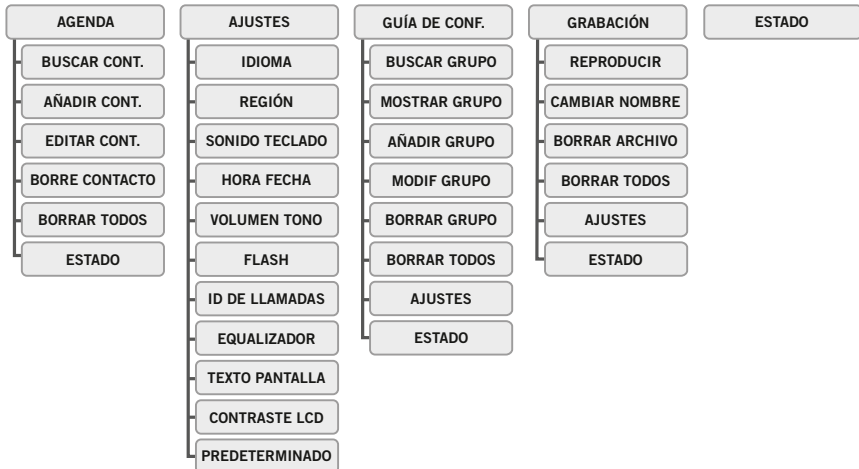 AGENDA
BUSCAR CONT.
AÑADIR CONT.
EDITAR CONT.
BORRE CONTACTO
BORRAR TODOS
ESTADO
AJUSTES
IDIOMA
REGIÓN
SONIDO TECLADO
HORA FECHA
VOLUMEN TONO
FLASH
ID DE LLAMADAS
EQUALIZADOR
TEXTO PANTALLA
CONTRASTE LCD
PREDETERMINADO
GUÍA DE CONF.
BUSCAR GRUPO
MOSTRAR GRUPO
AÑADIR GRUPO
MODIF GRUPO
BORRAR GRUPO
BORRAR TODOS
AJUSTES
ESTADO
GRABACIÓN
REPRODUCIR
CAMBIAR NOMBRE
BORRAR ARCHIVO
BORRAR TODOS
AJUSTES
ESTADO
ESTADO